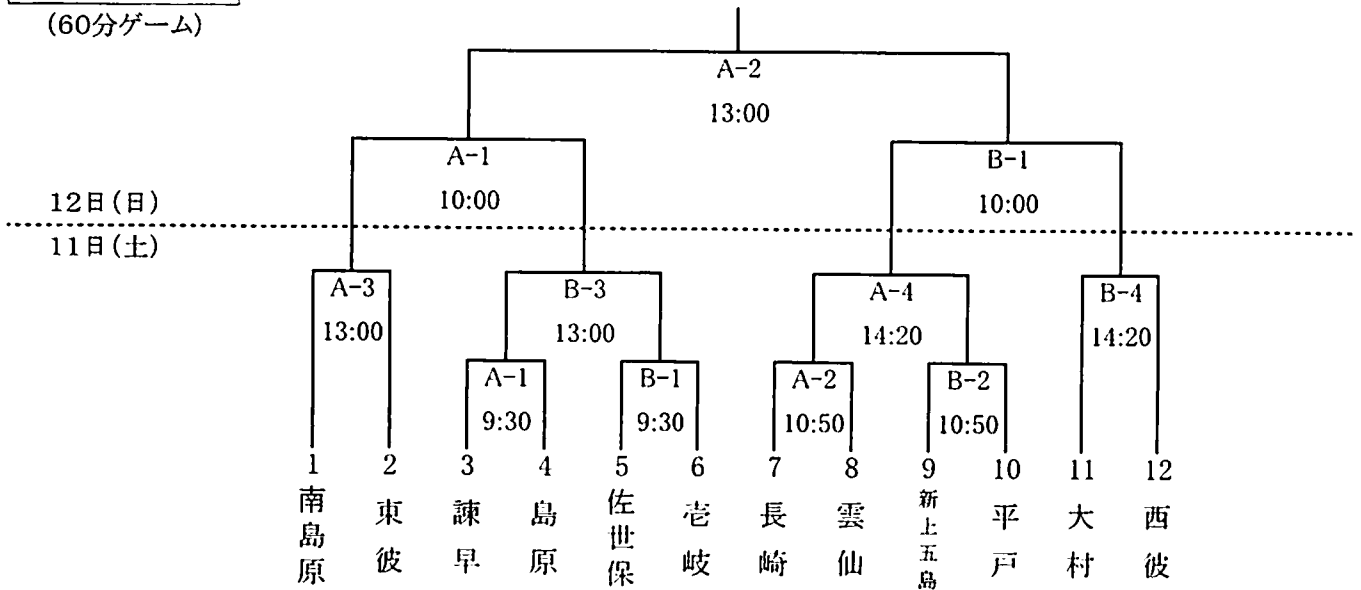 (60分ゲーム)
A-2
13:00
A-1
B-1
10:00
10:00
12日(日)
11日(土)
A-3
B-3
A-4
B-4
13:00
13:00
14:20
14:20
A-1
B-1
A-2
B-2
9:30
9:30
10:50
10:50
1 2 3 4 5 6 7 8 9 10 11 12
南島原
東彼
諫早
島原
佐世保
壱岐
長崎
雲仙
新上五島
平戸
大村
西彼